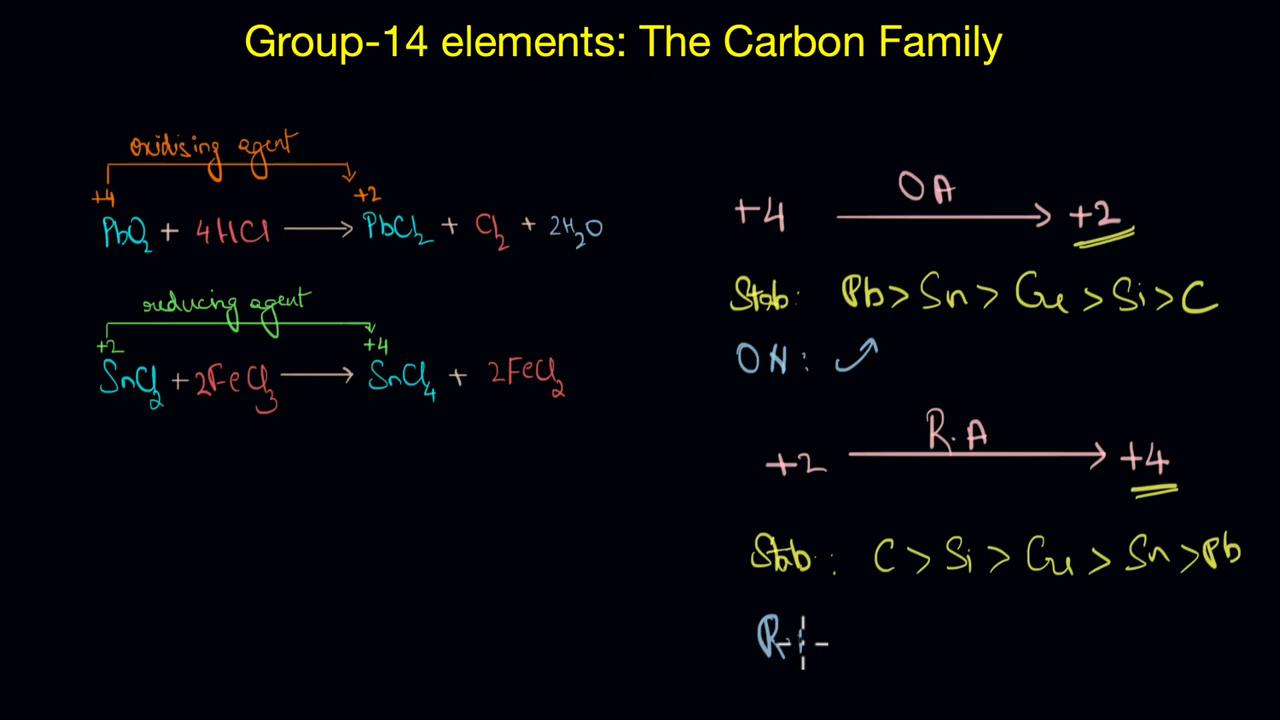 Group-14 elements: The Carbon Family
oxidising agent
+4 +2
PbO₂ + 4HCl ⟶ PbCl₂ + Cl₂ + 2H₂O
reducing agent
+2 +4
SnCl₂ + 2FeCl₃ ⟶ SnCl₄ + 2FeCl₂
OA
+4 ⟶ +2
Stab: Pb > Sn > Ge > Si > C
OA: ↗
R.A
+2 ⟶ +4
Stab: C > Si > Ge > Sn > Pb
R